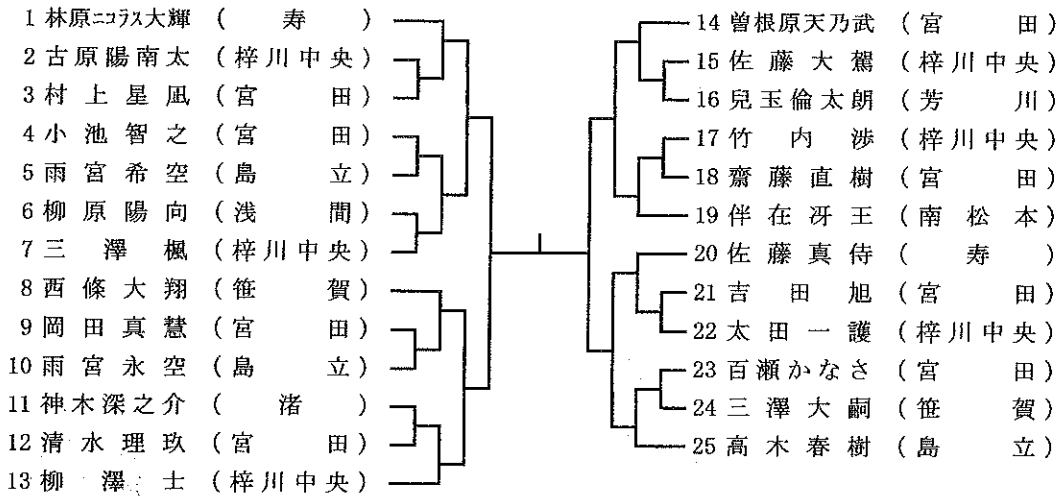 1 林原ニコラス大輝 (寿)
2 古原陽南太 (梓川中央)
3 村上星凪 (宮田)
4 小池智之 (宮田)
5 雨宮希空 (島立)
6 柳原陽向 (浅間)
7 三澤楓 (梓川中央)
8 西條大翔 (笹賀)
9 岡田真慧 (宮田)
10 雨宮永空 (島立)
11 神木深之介 (渚)
12 清水理玖 (宮田)
13 柳澤士 (梓川中央)
14 曽根原天乃武 (宮田)
15 佐藤大駕 (梓川中央)
16 兒玉倫太朗 (芳川)
17 竹内渉 (梓川中央)
18 齋藤直樹 (宮田)
19 伴在冴王 (南松本)
20 佐藤真侍 (寿)
21 吉田旭 (宮田)
22 太田一護 (梓川中央)
23 百瀬かなさ (宮田)
24 三澤大嗣 (笹賀)
25 高木春樹 (島立)